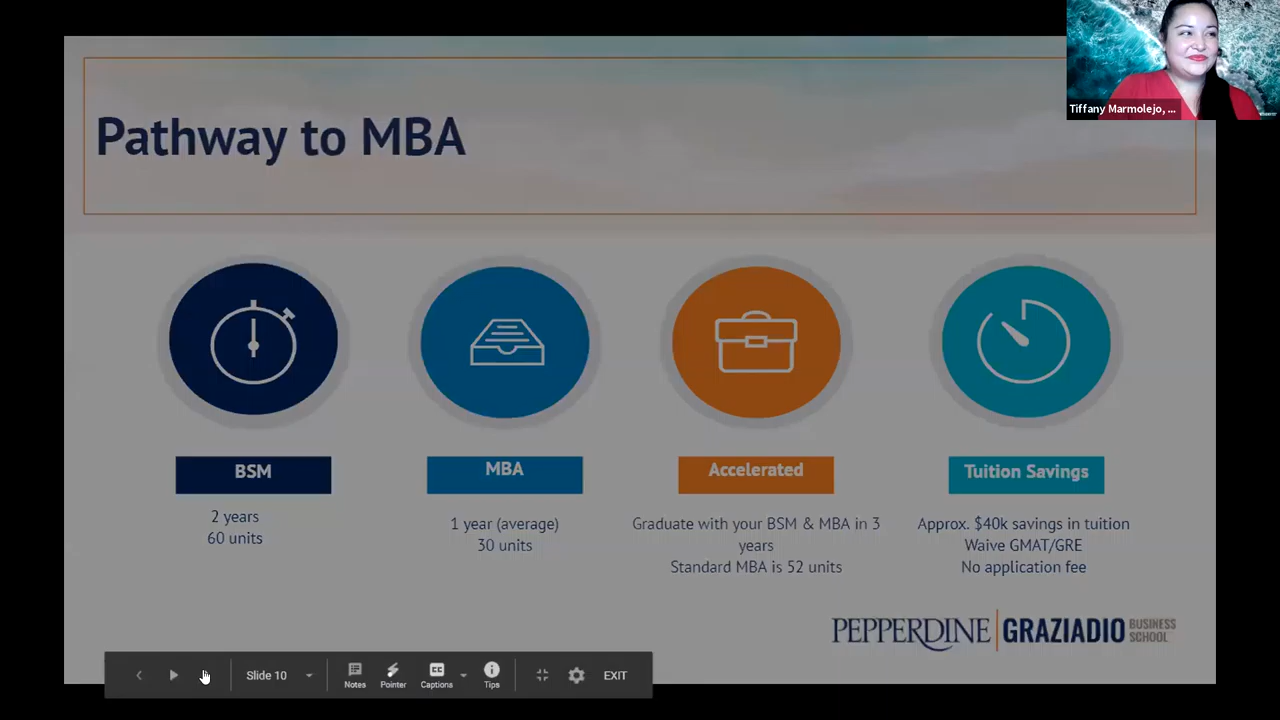 Tiffany Marmolejo, ...
Pathway to MBA
BSM
2 years
60 units
MBA
1 year (average)
30 units
Accelerated
Graduate with your BSM & MBA in 3
years
Standard MBA is 52 units
Tuition Savings
Approx. $40k savings in tuition
Waive GMAT/GRE
No application fee
PEPPERDINE GRAZIADIO BUSINESS
SCHOOL
Slide 10
Notes
Pointer
CC
Captions
Tips
EXIT